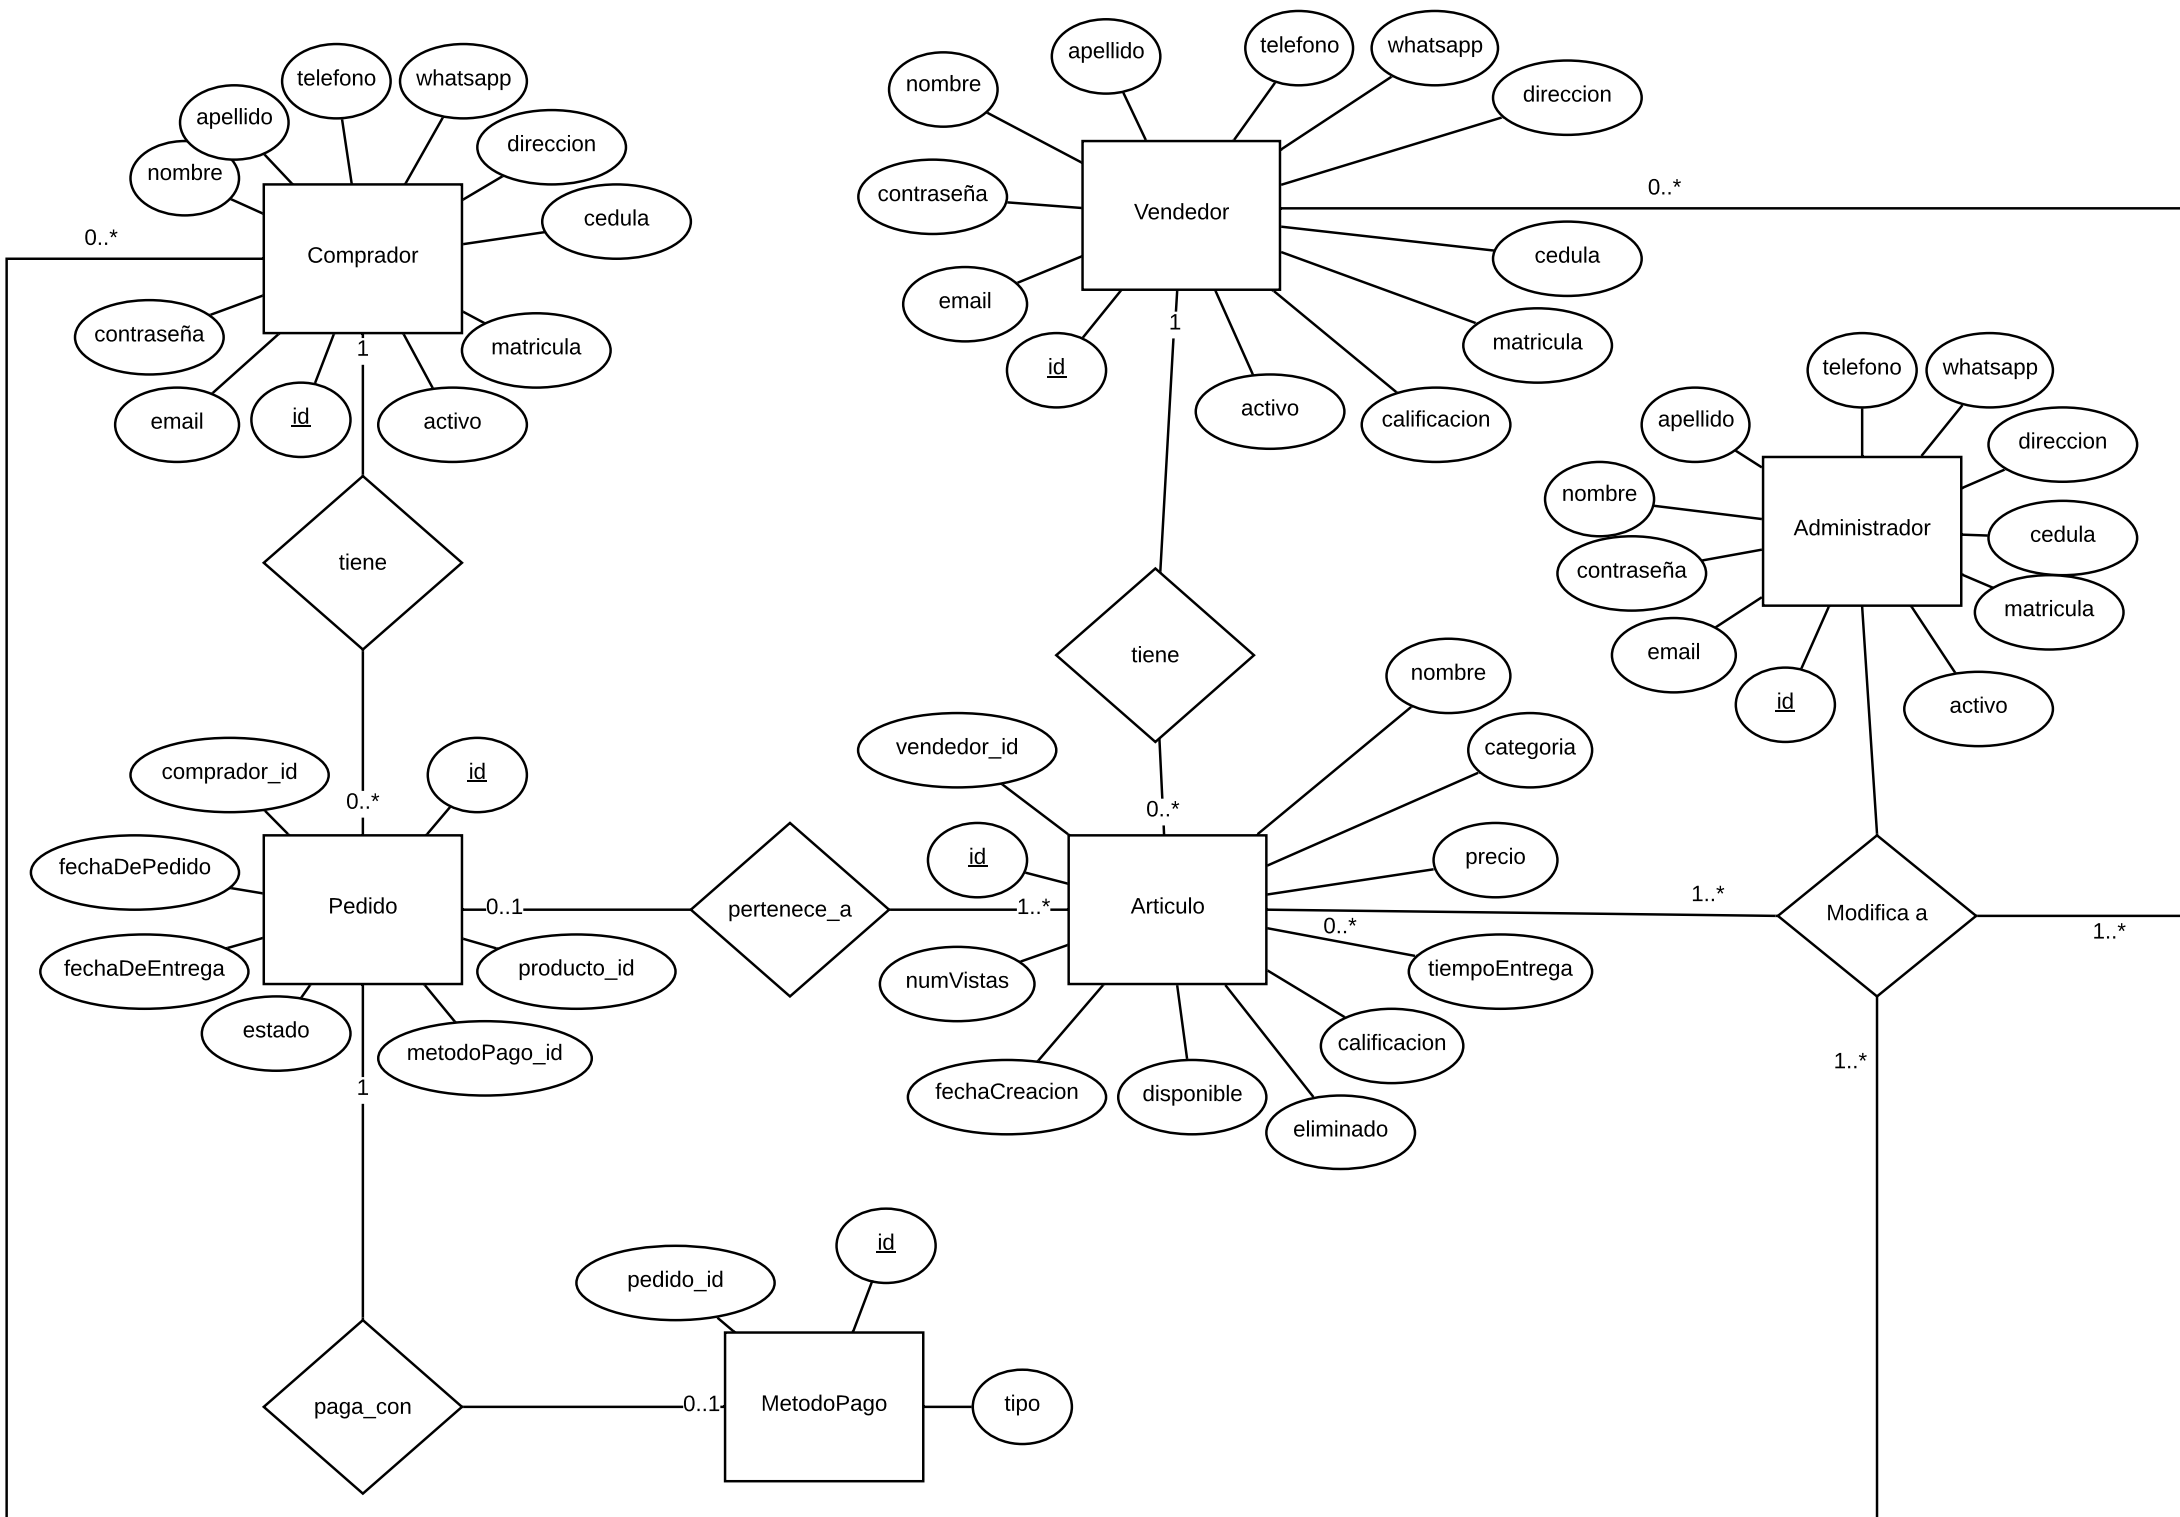 nombre
apellido
telefono
whatsapp
direccion
cedula
Comprador
0..*
contraseña
email
id
activo
matricula
1
tiene
0..*
nombre
apellido
telefono
whatsapp
direccion
0..*
Vendedor
contraseña
email
id
1
activo
calificacion
matricula
cedula
tiene
0..*
apellido
telefono
whatsapp
direccion
nombre
Administrador
cedula
contraseña
matricula
email
id
activo
comprador_id
id
fechaDePedido
Pedido
0..1
pertenece_a
1..*
fechaDeEntrega
producto_id
estado
metodoPago_id
1
vendedor_id
nombre
categoria
id
precio
Articulo
1..*
Modifica a
1..*
0..*
tiempoEntrega
numVistas
calificacion
fechaCreacion
disponible
eliminado
1..*
pedido_id
id
paga_con
0..1
MetodoPago
tipo